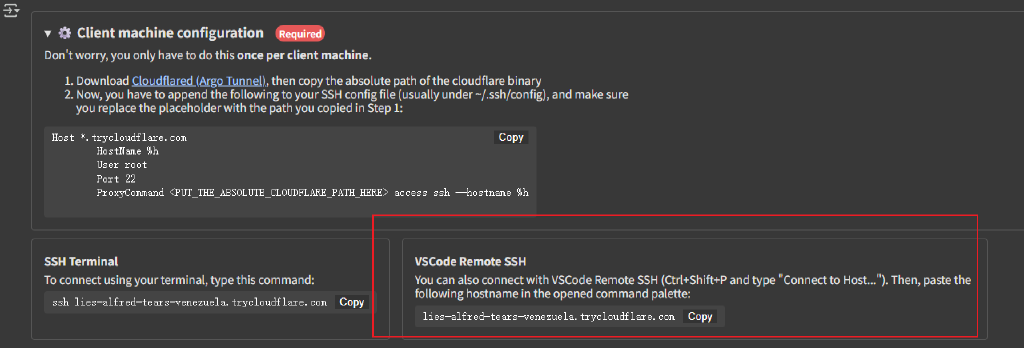 Client machine configuration Required
Don't worry, you only have to do this once per client machine.
1. Download Cloudflared (Argo Tunnel), then copy the absolute path of the cloudflare binary
2. Now, you have to append the following to your SSH config file (usually under ~/.ssh/config), and make sure
you replace the placeholder with the path you copied in Step 1:
Host *.trycloudflare.com
Copy
HostName %h
User root
Port 22
ProxyCommand <PUT_THE_ABSOLUTE_CLOUDFLARE_PATH_HERE> access ssh --hostname %h
SSH Terminal
To connect using your terminal, type this command:
ssh lies-alfred-tears-venezuela.trycloudflare.com Copy
VSCode Remote SSH
You can also connect with VSCode Remote SSH (Ctrl+Shift+P and type "Connect to Host..."). Then, paste the
following hostname in the opened command palette:
lies-alfred-tears-venezuela.trycloudflare.com Copy